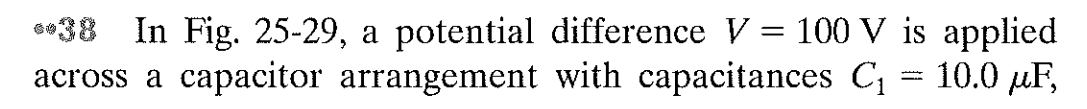 ••38 In Fig. 25-29, a potential difference V = 100 V is applied
across a capacitor arrangement with capacitances C₁ = 10.0 μF,